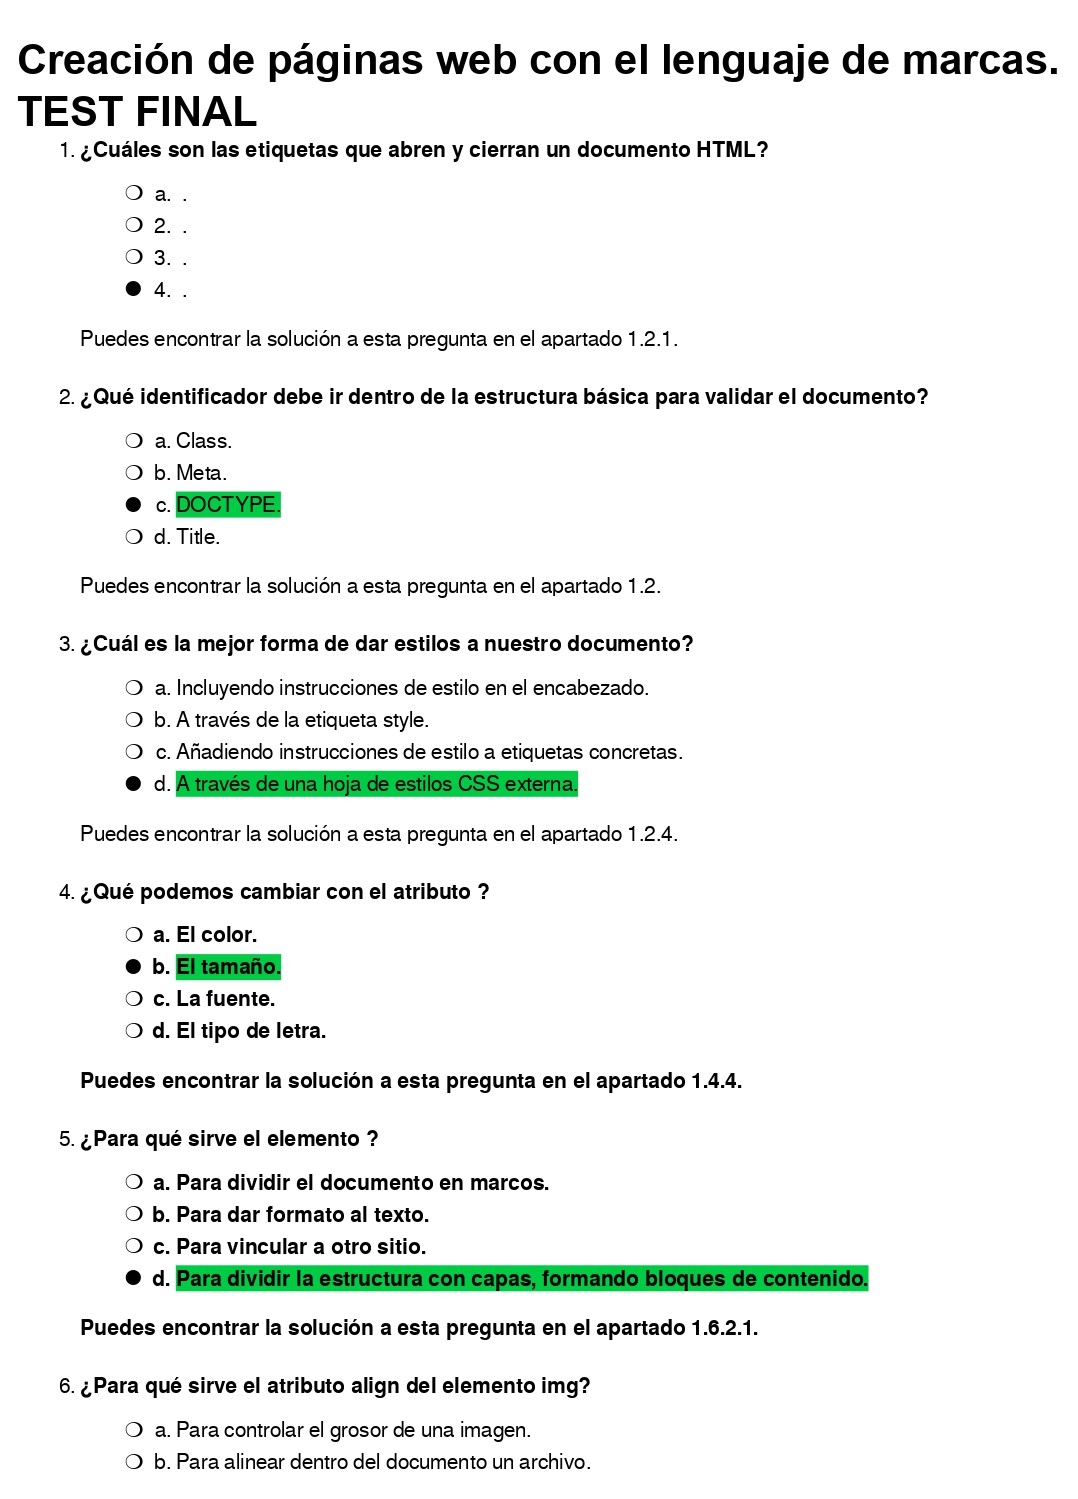 Creación de páginas web con el lenguaje de marcas.
TEST FINAL
1. ¿Cuáles son las etiquetas que abren y cierran un documento HTML?
a. .
2. .
3. .
4. .
Puedes encontrar la solución a esta pregunta en el apartado 1.2.1.
2. ¿Qué identificador debe ir dentro de la estructura básica para validar el documento?
a. Class.
b. Meta.
c. DOCTYPE.
d. Title.
Puedes encontrar la solución a esta pregunta en el apartado 1.2.
3. ¿Cuál es la mejor forma de dar estilos a nuestro documento?
a. Incluyendo instrucciones de estilo en el encabezado.
b. A través de la etiqueta style.
c. Añadiendo instrucciones de estilo a etiquetas concretas.
d. A través de una hoja de estilos CSS externa.
Puedes encontrar la solución a esta pregunta en el apartado 1.2.4.
4. ¿Qué podemos cambiar con el atributo ?
a. El color.
b. El tamaño.
c. La fuente.
d. El tipo de letra.
Puedes encontrar la solución a esta pregunta en el apartado 1.4.4.
5. ¿Para qué sirve el elemento ?
a. Para dividir el documento en marcos.
b. Para dar formato al texto.
c. Para vincular a otro sitio.
d. Para dividir la estructura con capas, formando bloques de contenido.
Puedes encontrar la solución a esta pregunta en el apartado 1.6.2.1.
6. ¿Para qué sirve el atributo align del elemento img?
a. Para controlar el grosor de una imagen.
b. Para alinear dentro del documento un archivo.